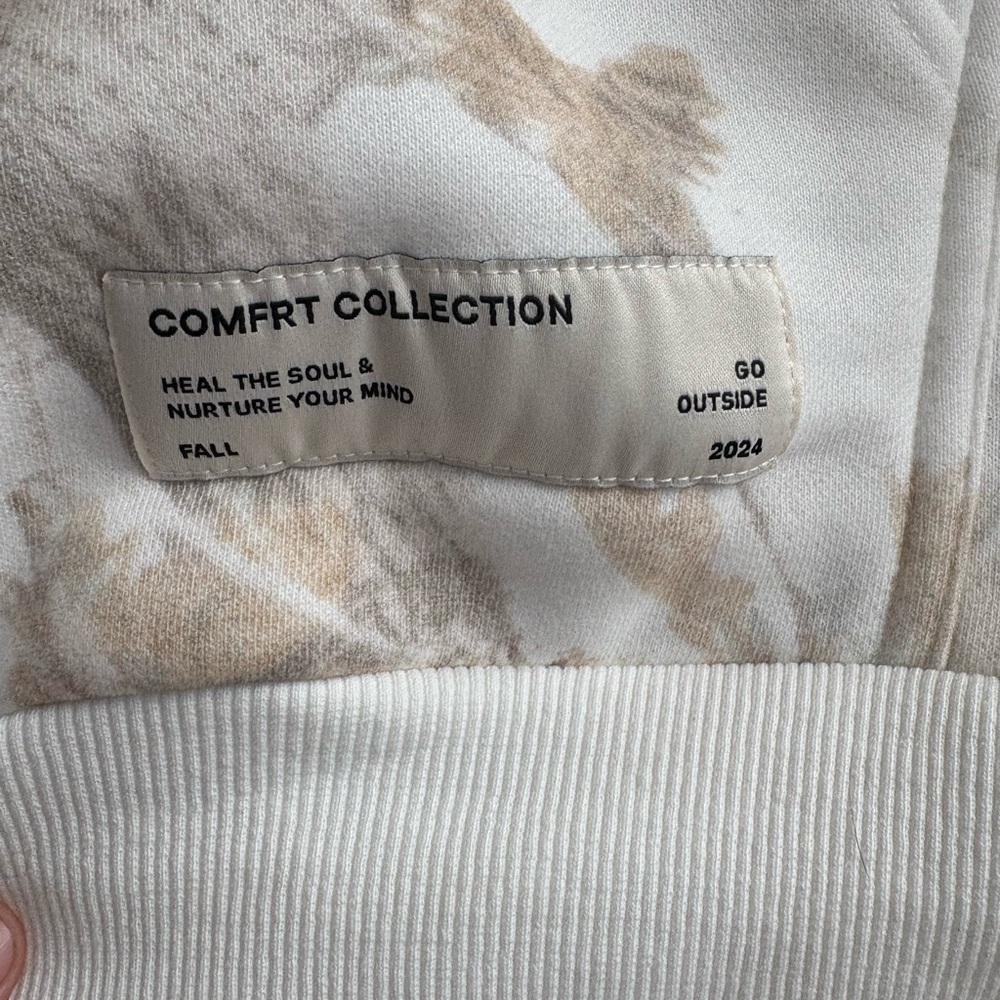 COMFRT COLLECTION
HEAL THE SOUL &
NURTURE YOUR MIND
GO
OUTSIDE
FALL
2024